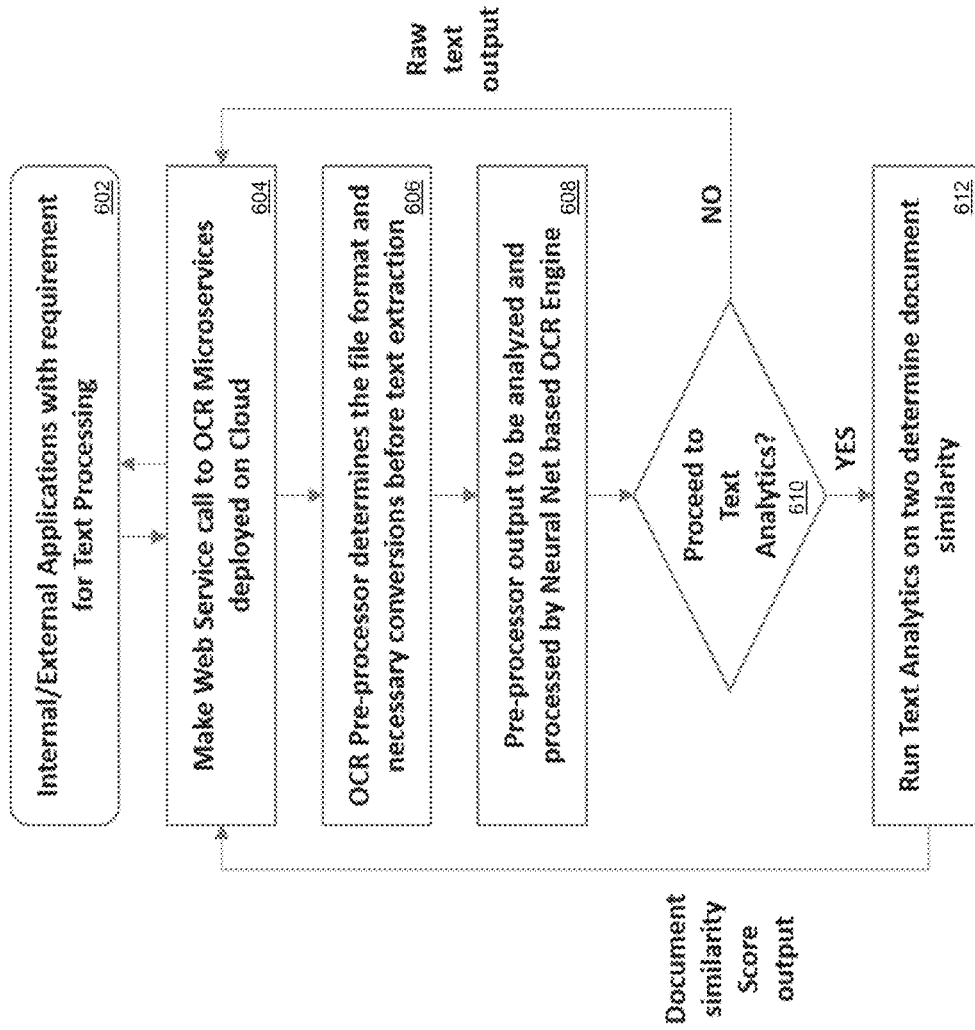 Internal/External Applications with requirement
for Text Processing
602
Make Web Service call to OCR Microservices
deployed on Cloud
604
OCR Pre-processor determines the file format and
necessary conversions before text extraction
606
Pre-processor output to be analyzed and
processed by Neural Net based OCR Engine
608
Proceed to
Text
Analytics?
610
NO
Raw
text
output
YES
Run Text Analytics on two determine document
similarity
612
Document
similarity
Score
output